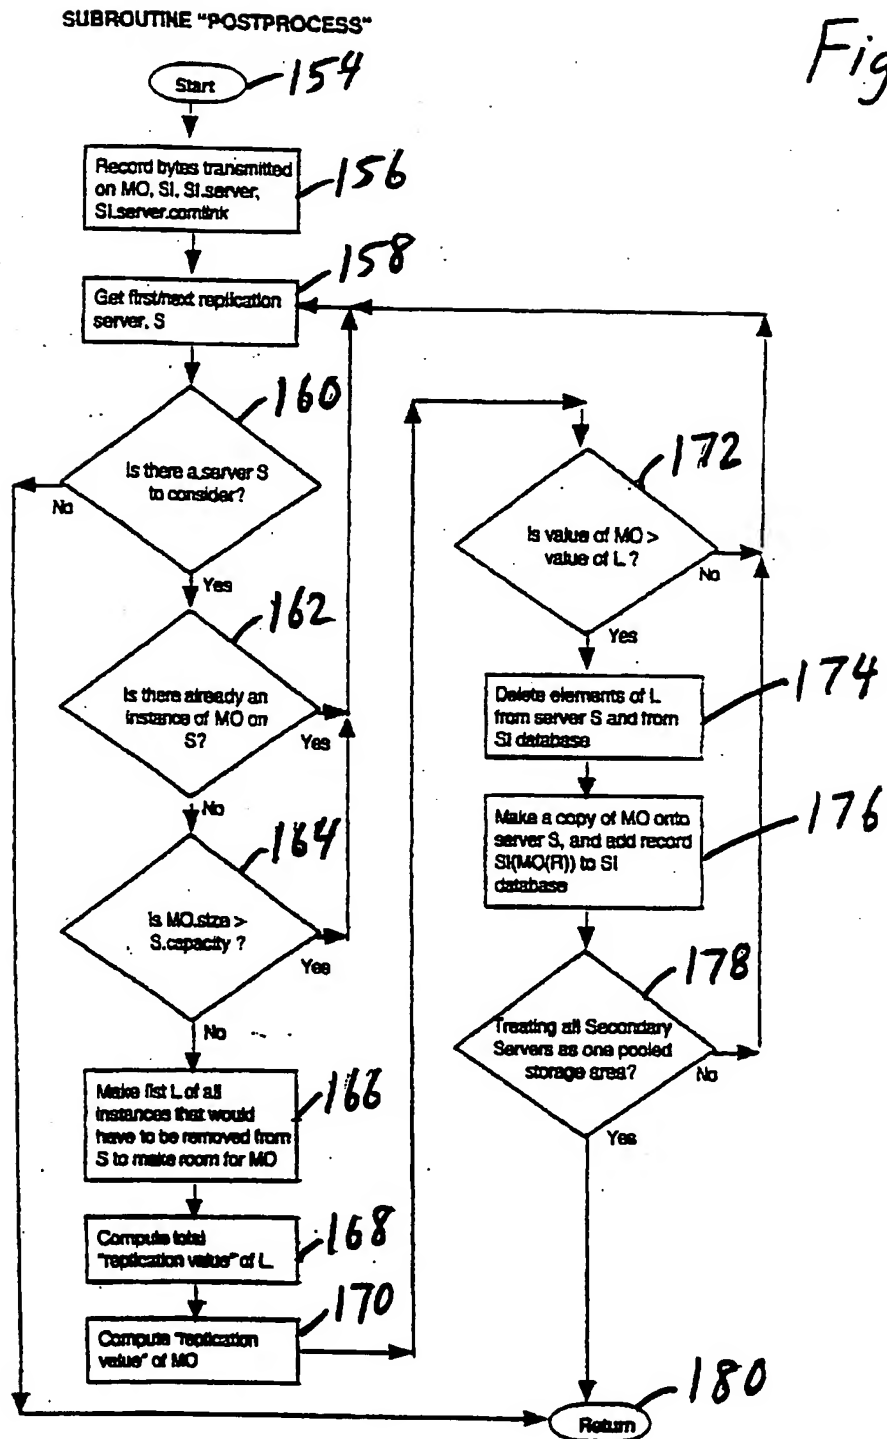 SUBROUTINE "POSTPROCESS"
Fig
Start
154
Record bytes transmitted
on MO, SI, SI.server,
SI.server.comlink
156
158
Get first/next replication
server, S
160
Is there a server S
to consider?
No
Yes
162
Is there already an
instance of MO on
S?
Yes
No
164
Is MO.size >
S.capacity ?
Yes
No
Make list L of all
instances that would
have to be removed from
S to make room for MO
166
Compute total
"replication value" of L
168
170
Compute "replication
value" of MO
172
Is value of MO >
value of L ?
No
Yes
174
Delete elements of L
from server S and from
SI database
Make a copy of MO onto
server S, and add record
SI(MO(R)) to SI
database
176
178
Treating all Secondary
Servers as one pooled
storage area?
No
Yes
180
Return